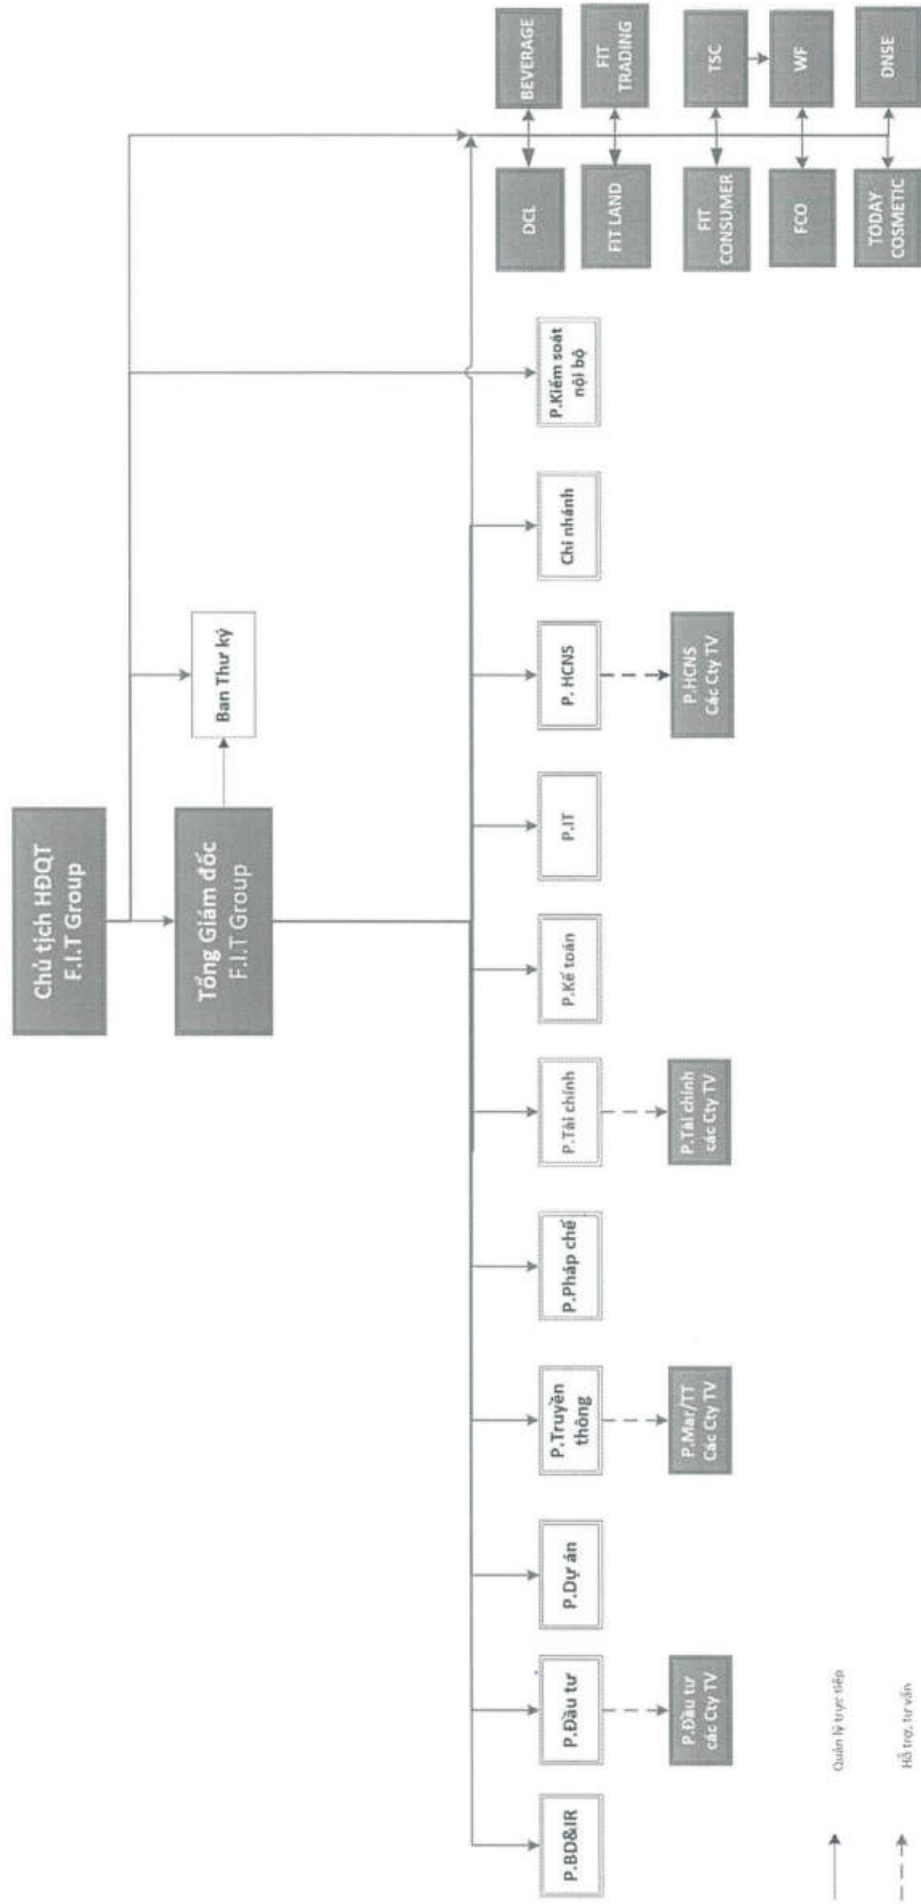 Chủ tịch HĐQT
F.I.T Group
Tổng Giám đốc
F.I.T Group
Ban Thư ký
P.BD&IR
P.Đầu tư
P.Dự án
P.Truyền
thông
P.Pháp chế
P.Tài chính
P.Kế toán
P.IT
P. HCNS
Chi nhánh
P.Kiểm soát
nội bộ
P.Đầu tư
các Cty TV
P.Mar/TT
Các Cty TV
P.Tài chính
các Cty TV
P.HCNS
Các Cty TV
DCL
BEVERAGE
FIT LAND
FIT
TRADING
FIT
CONSUMER
TSC
FCO
WF
TODAY
COSMETIC
DNSE
Quản lý trực tiếp
Hỗ trợ, tư vấn